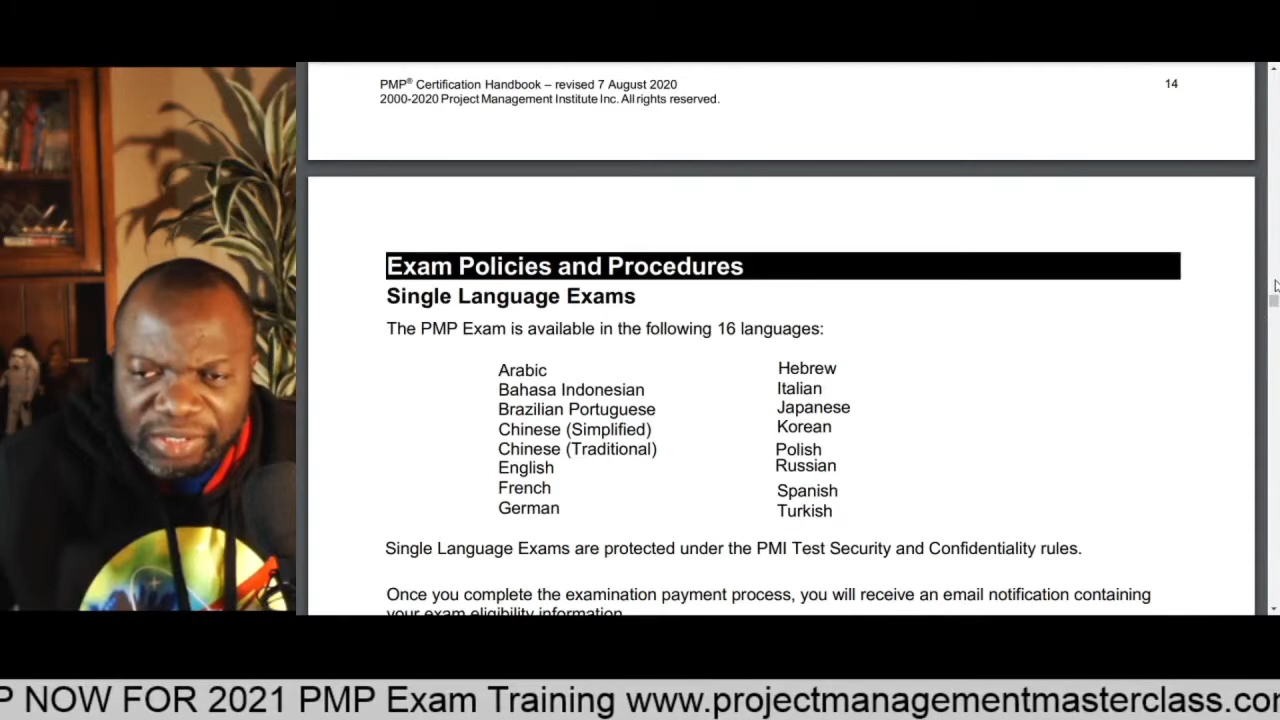 PMP® Certification Handbook – revised 7 August 2020
14
2000-2020 Project Management Institute Inc. All rights reserved.
Exam Policies and Procedures
Single Language Exams
The PMP Exam is available in the following 16 languages:
Arabic
Bahasa Indonesian
Brazilian Portuguese
Chinese (Simplified)
Chinese (Traditional)
English
French
German
Hebrew
Italian
Japanese
Korean
Polish
Russian
Spanish
Turkish
Single Language Exams are protected under the PMI Test Security and Confidentiality rules.
Once you complete the examination payment process, you will receive an email notification containing
your exam eligibility information.
P NOW FOR 2021 PMP Exam Training www.projectmanagementmasterclass.co